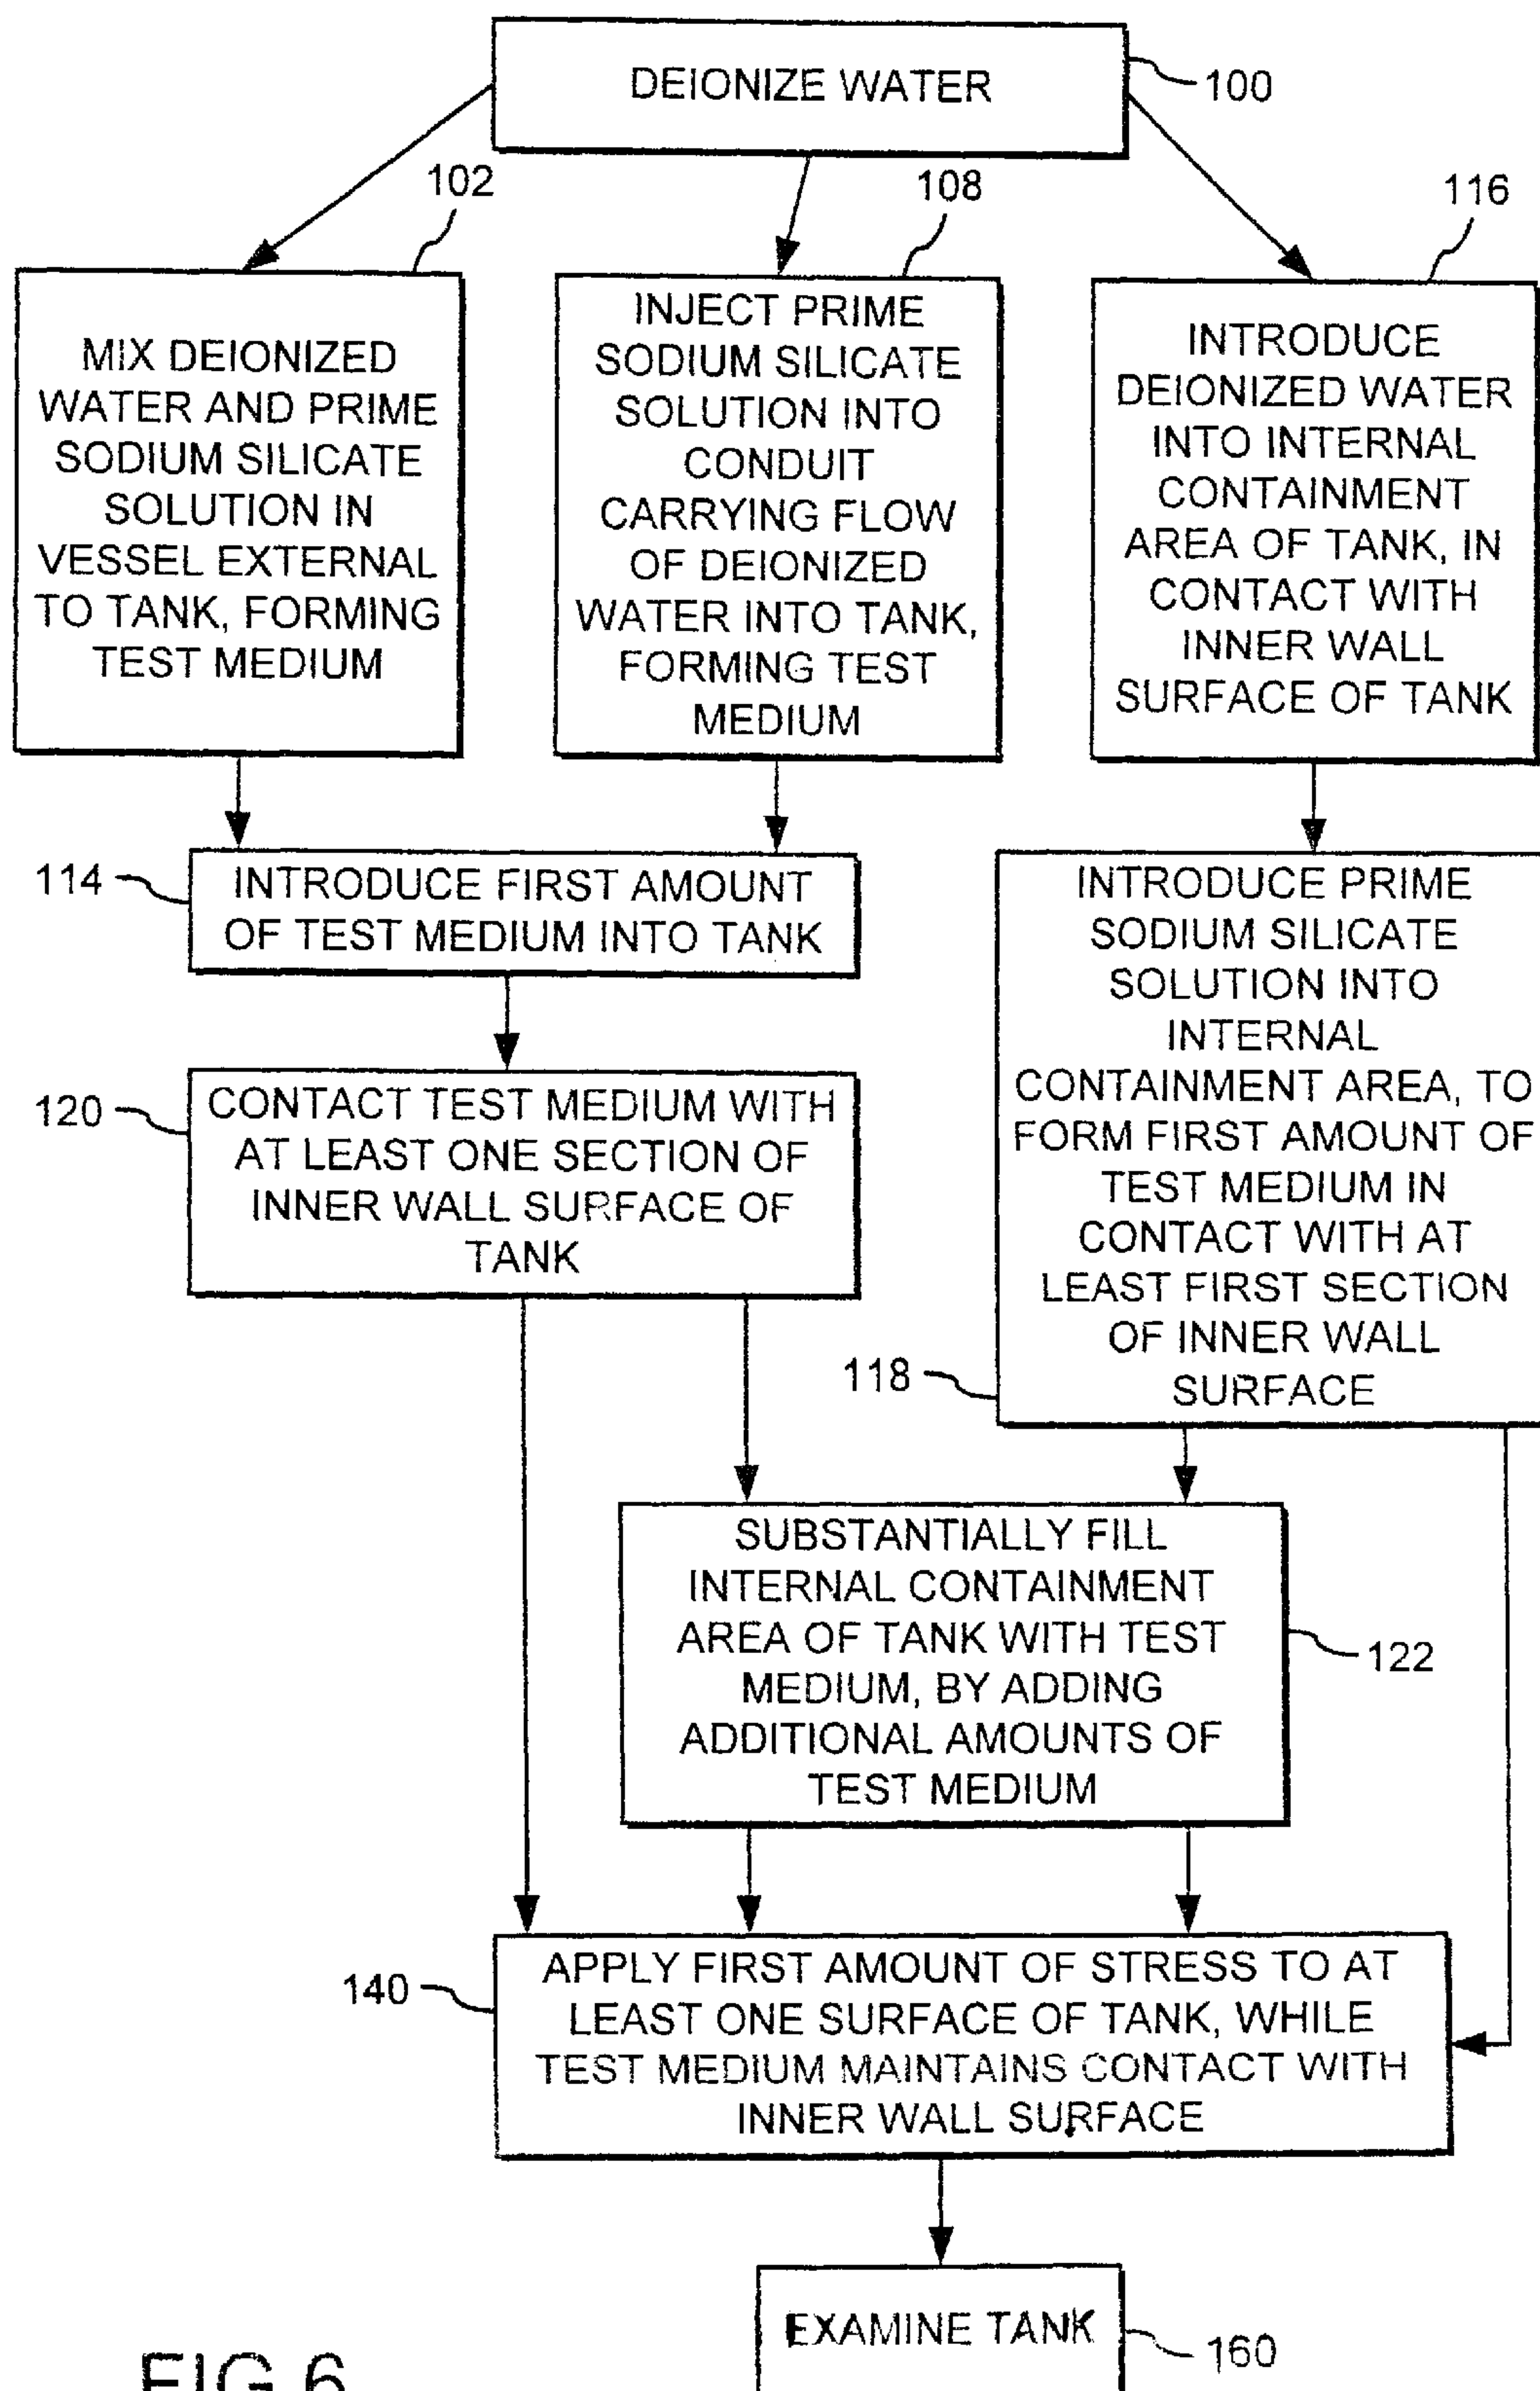 DEIONIZE WATER
100
102
108
116
MIX DEIONIZED
WATER AND PRIME
SODIUM SILICATE
SOLUTION IN
VESSEL EXTERNAL
TO TANK, FORMING
TEST MEDIUM
INJECT PRIME
SODIUM SILICATE
SOLUTION INTO
CONDUIT
CARRYING FLOW
OF DEIONIZED
WATER INTO TANK,
FORMING TEST
MEDIUM
INTRODUCE
DEIONIZED WATER
INTO INTERNAL
CONTAINMENT
AREA OF TANK, IN
CONTACT WITH
INNER WALL
SURFACE OF TANK
114
INTRODUCE FIRST AMOUNT
OF TEST MEDIUM INTO TANK
120
CONTACT TEST MEDIUM WITH
AT LEAST ONE SECTION OF
INNER WALL SURFACE OF
TANK
INTRODUCE PRIME
SODIUM SILICATE
SOLUTION INTO
INTERNAL
CONTAINMENT AREA, TO
FORM FIRST AMOUNT OF
TEST MEDIUM IN
CONTACT WITH AT
LEAST FIRST SECTION
OF INNER WALL
SURFACE
118
SUBSTANTIALLY FILL
INTERNAL CONTAINMENT
AREA OF TANK WITH TEST
MEDIUM, BY ADDING
ADDITIONAL AMOUNTS OF
TEST MEDIUM
122
140
APPLY FIRST AMOUNT OF STRESS TO AT
LEAST ONE SURFACE OF TANK, WHILE
TEST MEDIUM MAINTAINS CONTACT WITH
INNER WALL SURFACE
EXAMINE TANK
160
FIG 6